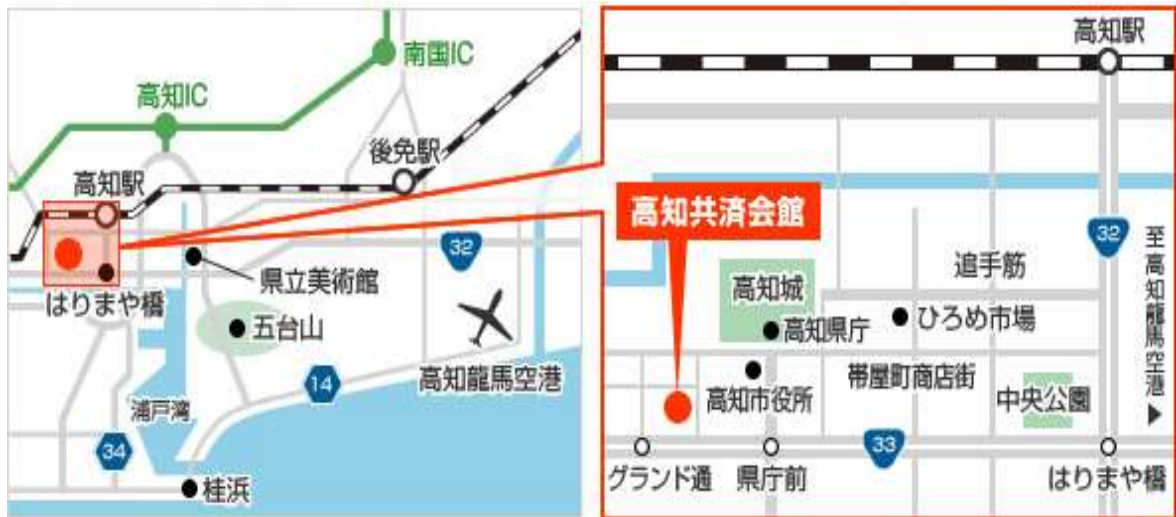 南国IC
高知IC
後免駅
高知駅
32
はりまや橋
県立美術館
五台山
14
高知龍馬空港
浦戸湾
34
桂浜
高知駅
高知共済会館
32
至高知龍馬空港
追手筋
高知城
ひろめ市場
高知県庁
帯屋町商店街
高知市役所
中央公園
33
グランド通
県庁前
はりまや橋